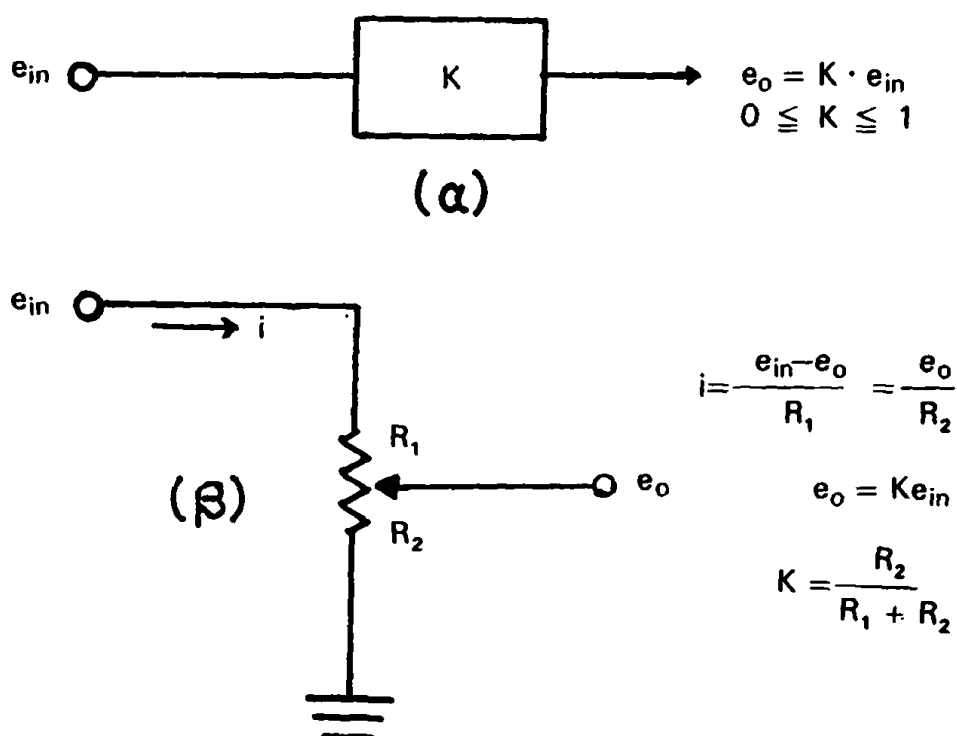 e_in K e_o = K · e_in
0 ≦ K ≦ 1
(α)
e_in
i
i = (e_in − e_o) / R_1 = e_o / R_2
R_1
(β) e_o
R_2
e_o = Ke_in
K = R_2 / (R_1 + R_2)